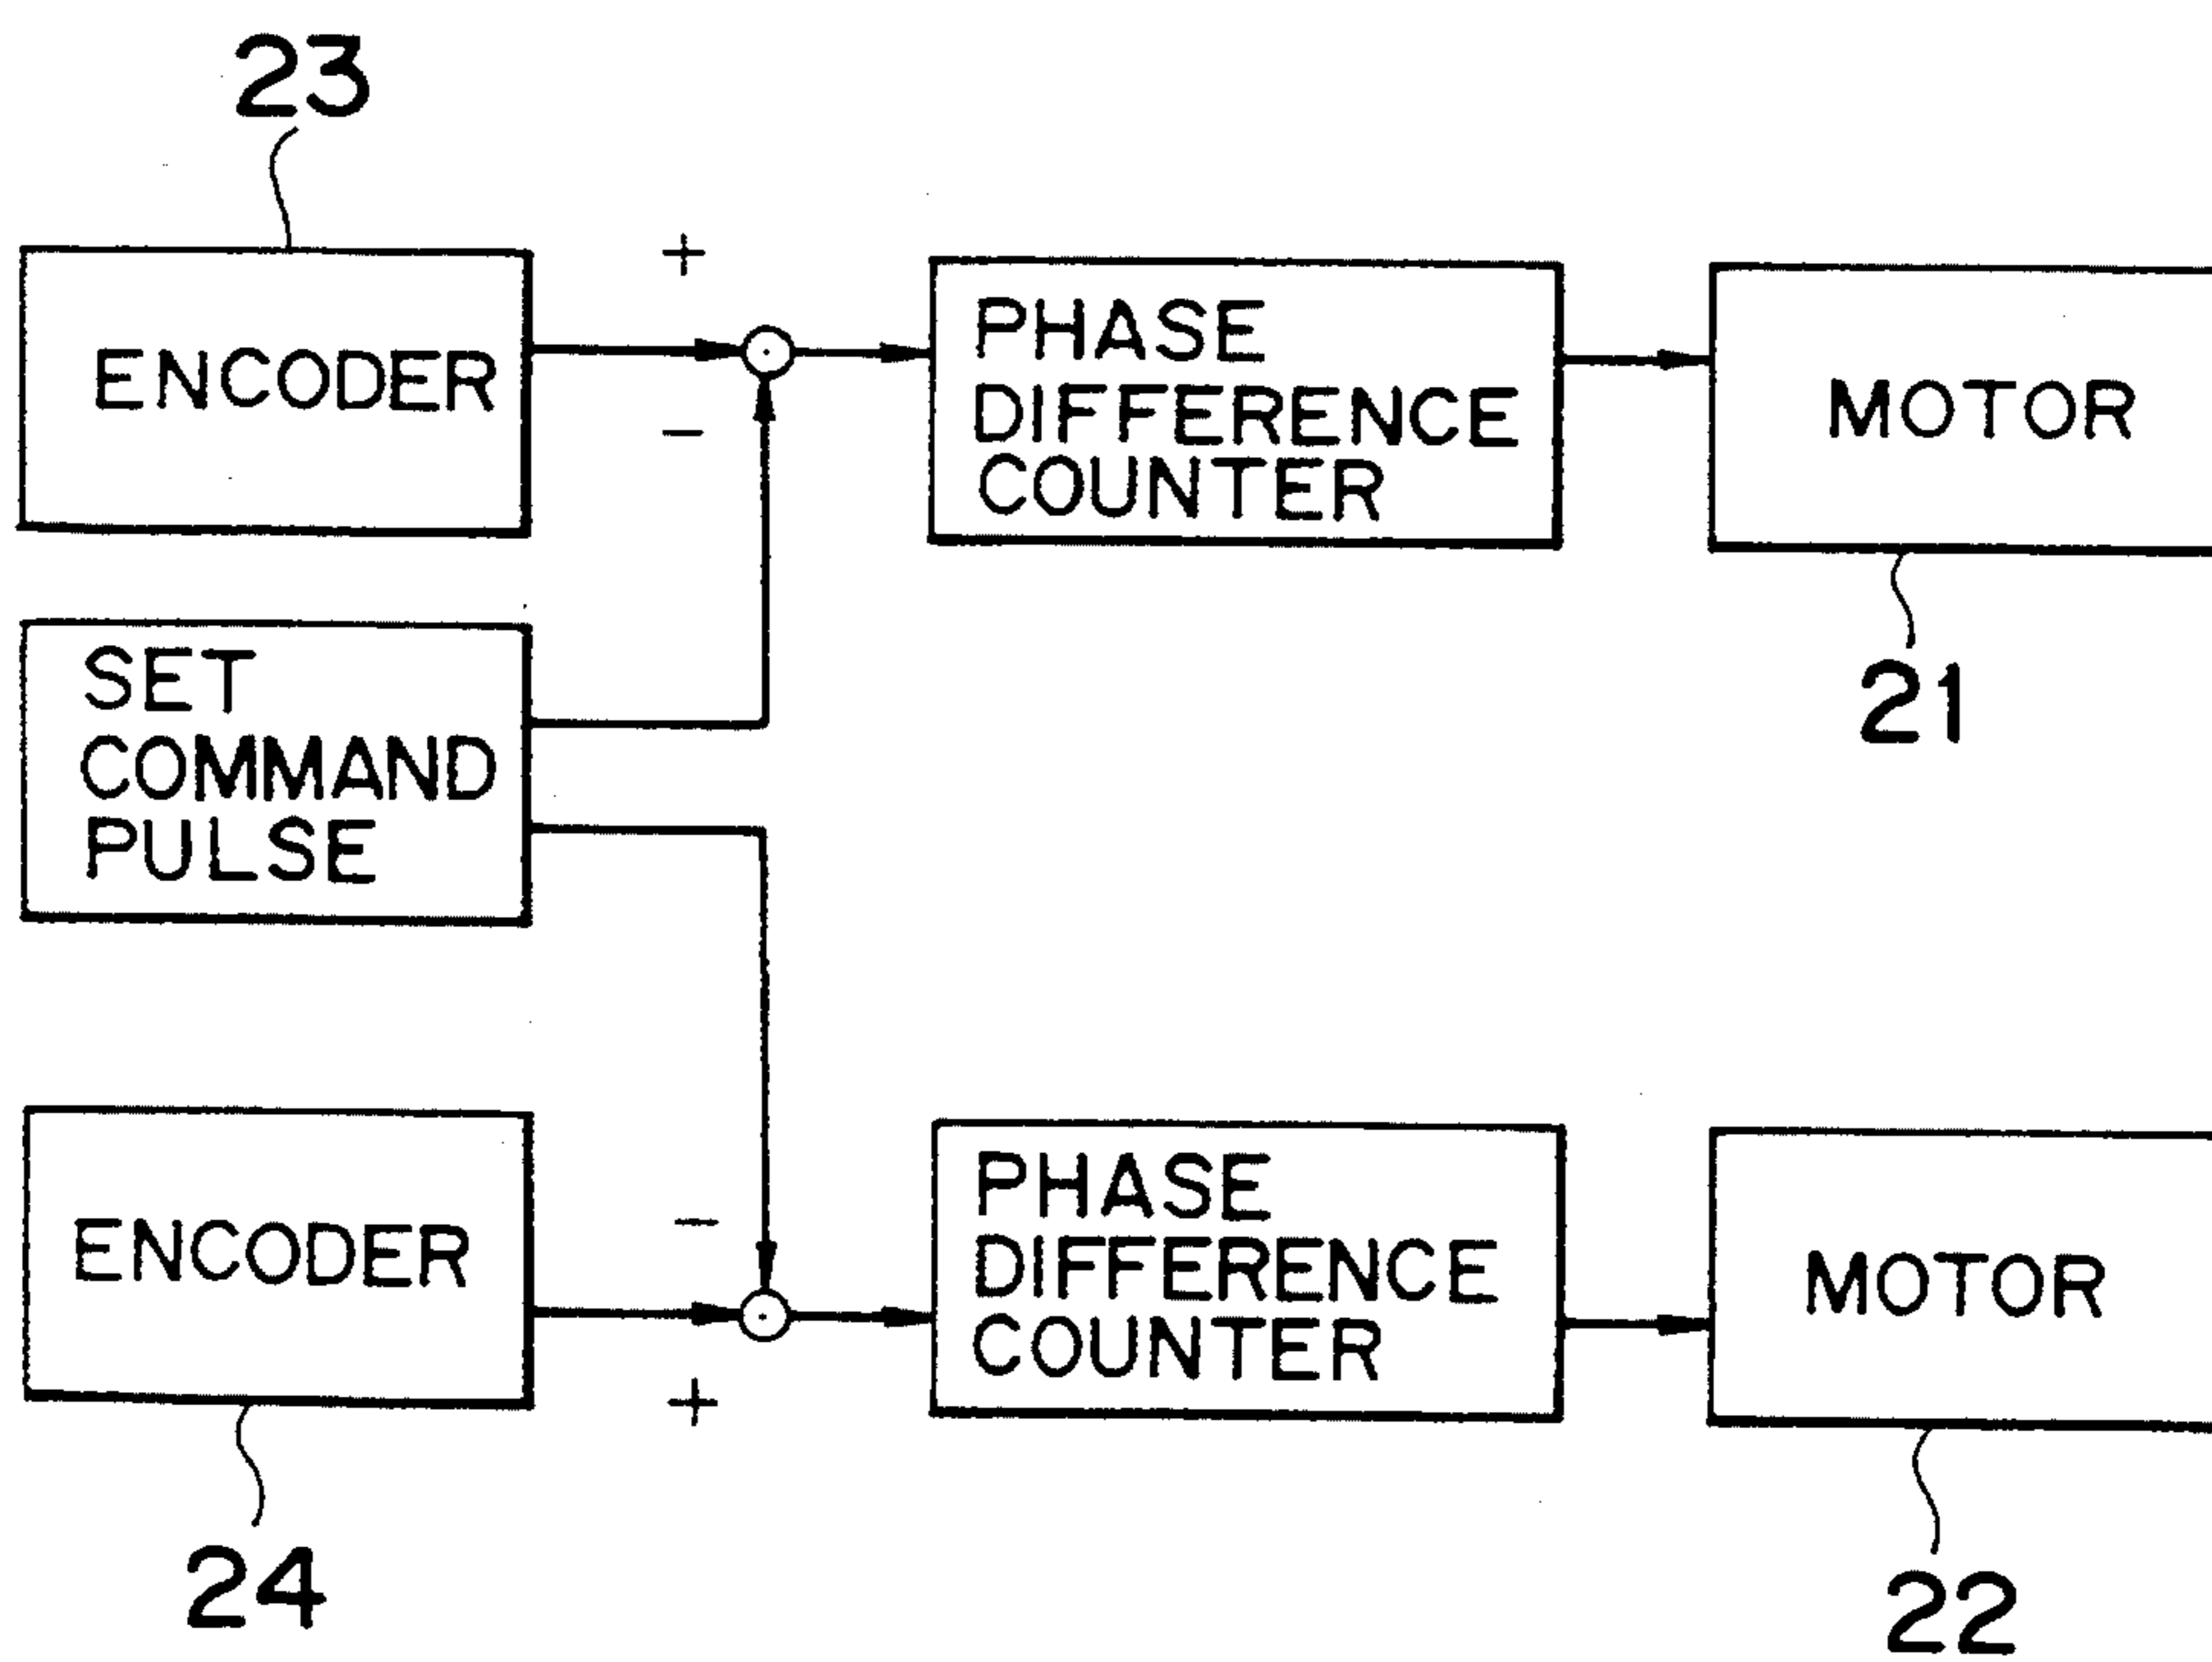 23
+
ENCODER
−
PHASE
DIFFERENCE
COUNTER
MOTOR
21
SET
COMMAND
PULSE
ENCODER
24
−
+
PHASE
DIFFERENCE
COUNTER
MOTOR
22